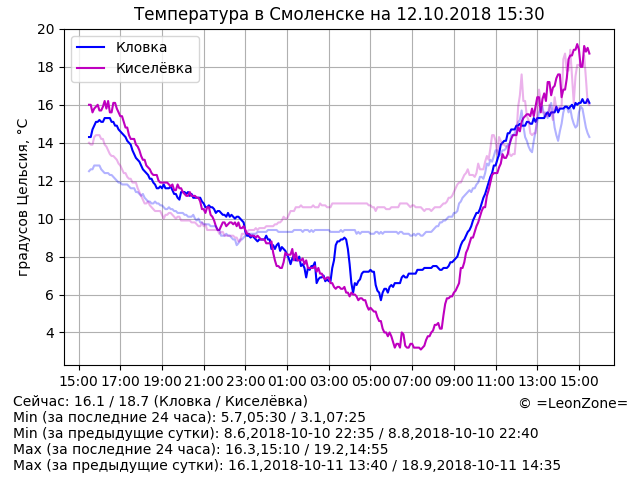 Температура в Смоленске на 12.10.2018 15:30
Кловка
Киселёвка
градусов Цельсия, °C
20
18
16
14
12
10
8
6
4
15:00 17:00 19:00 21:00 23:00 01:00 03:00 05:00 07:00 09:00 11:00 13:00 15:00
Сейчас: 16.1 / 18.7 (Кловка / Киселёвка)
© =LeonZone=
Min (за последние 24 часа): 5.7,05:30 / 3.1,07:25
Min (за предыдущие сутки): 8.6,2018-10-10 22:35 / 8.8,2018-10-10 22:40
Max (за последние 24 часа): 16.3,15:10 / 19.2,14:55
Max (за предыдущие сутки): 16.1,2018-10-11 13:40 / 18.9,2018-10-11 14:35